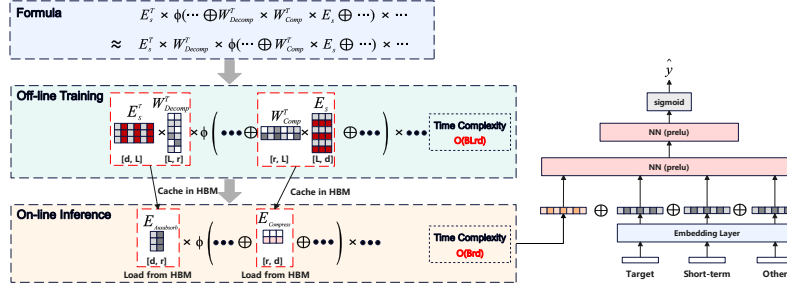 Formula
E_s^T × ϕ(··· ⊕W_Decomp^T × W_Comp^T × E_s ⊕ ···) × ···
≈ E_s^T × W_Decomp^T × ϕ(··· ⊕ W_Comp^T × E_s ⊕ ···) × ···
Off-line Training
E_s^T W_Decomp^T × ×ϕ(••• ⊕ W_Comp^T × E_s ⊕•••) × •••
[d, L] [L, r] [r, L] [L, d]
Time Complexity
O(BLrd)
Cache in HBM Cache in HBM
On-line Inference
E_Ausabsorb × ϕ(••• ⊕ E_Compress ⊕•••) × •••
[d, r] [r, d]
Load from HBM Load from HBM
Time Complexity
O(Brd)
ŷ
sigmoid
NN (prelu)
NN (prelu)
⊕ ⊕ ⊕
Embedding Layer
Target Short-term Other